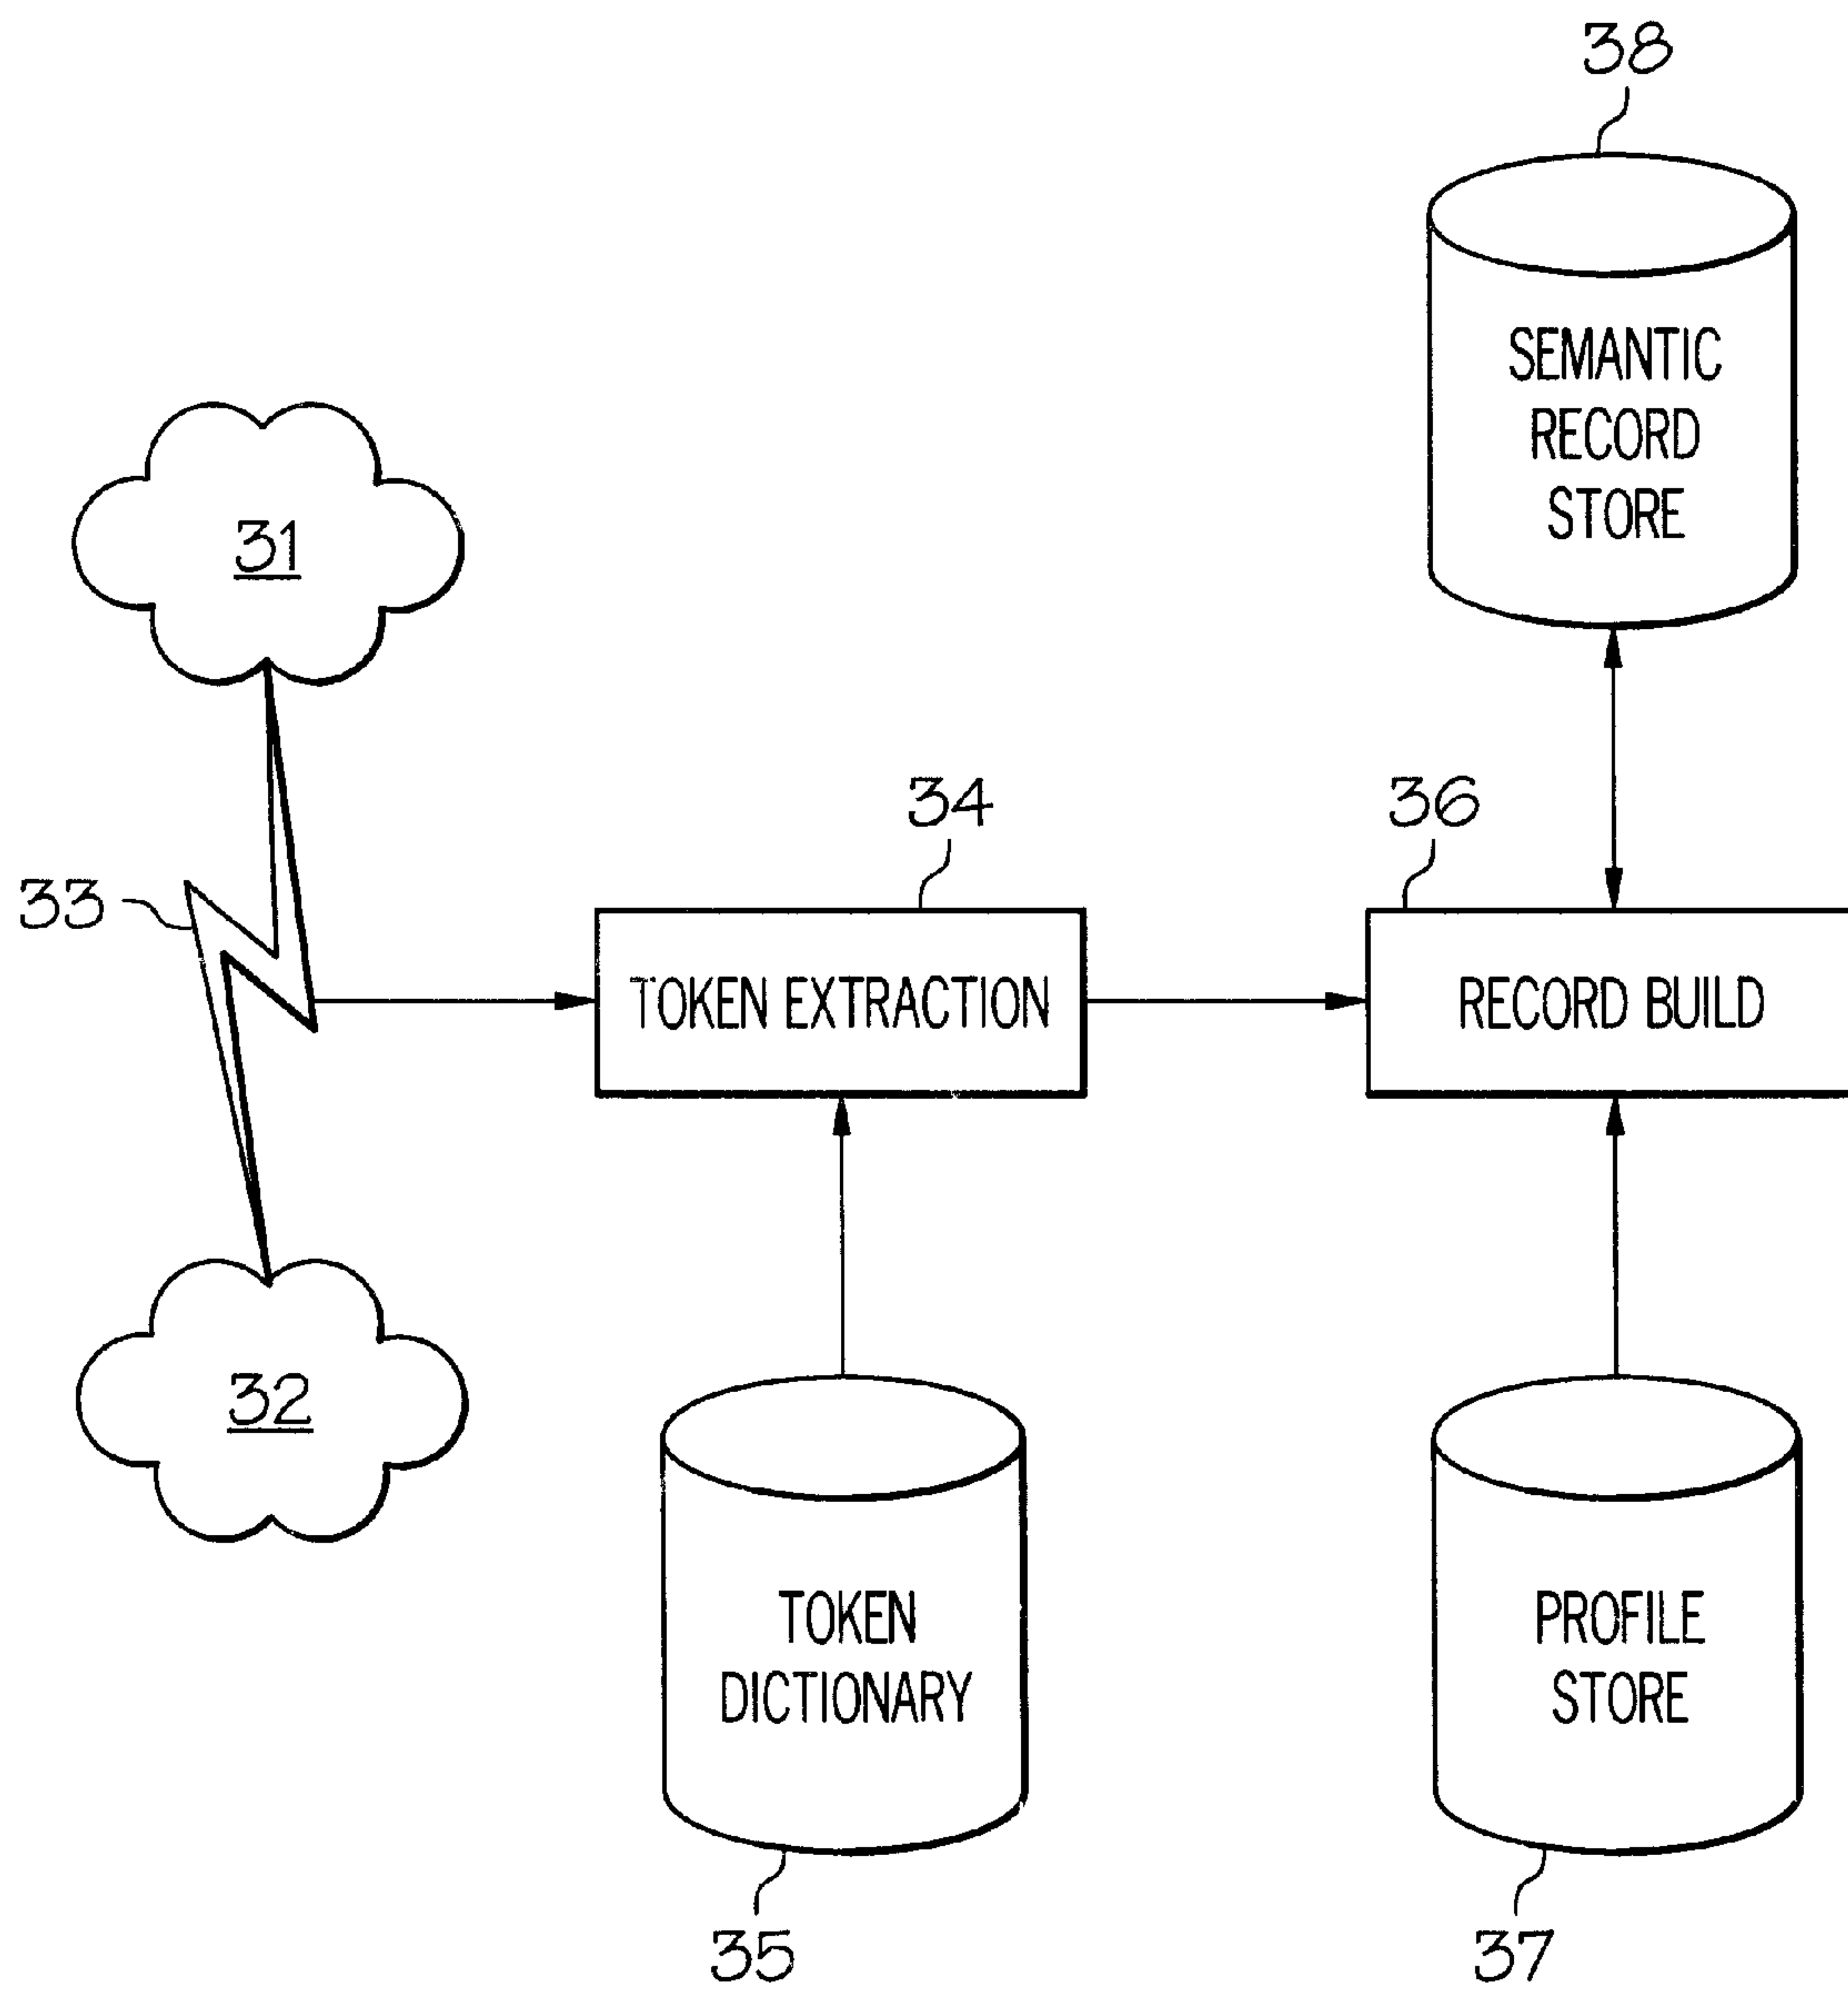 38
SEMANTIC
RECORD
STORE
31
34
36
33
TOKEN EXTRACTION
RECORD BUILD
32
TOKEN
DICTIONARY
PROFILE
STORE
35
37